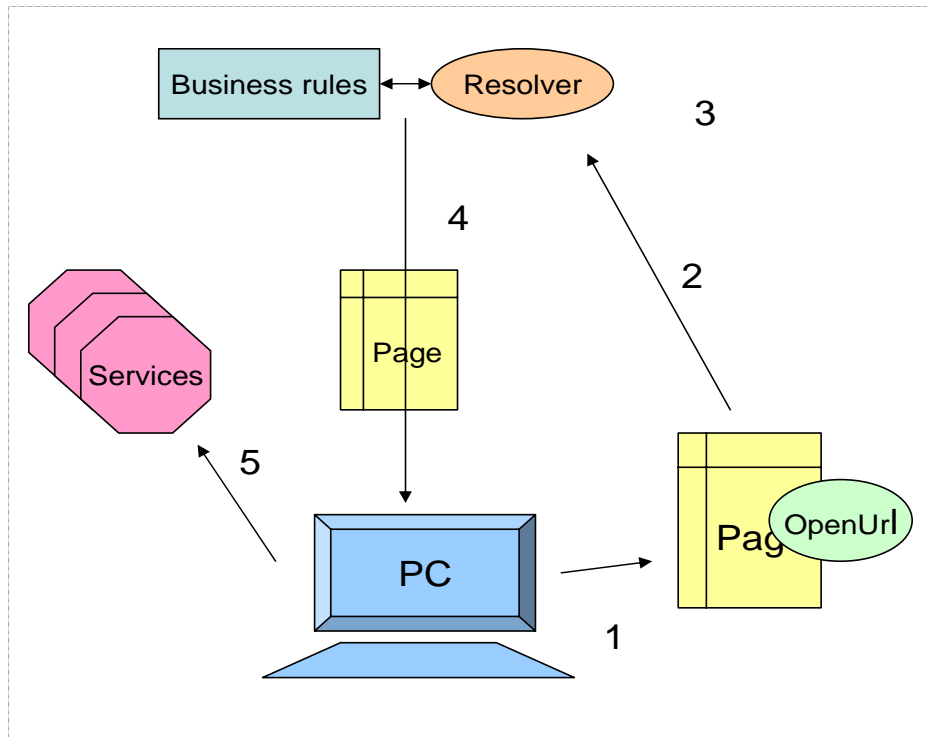 Business rules
Resolver
3
4
2
Page
Services
5
Pag
OpenUrl
PC
1